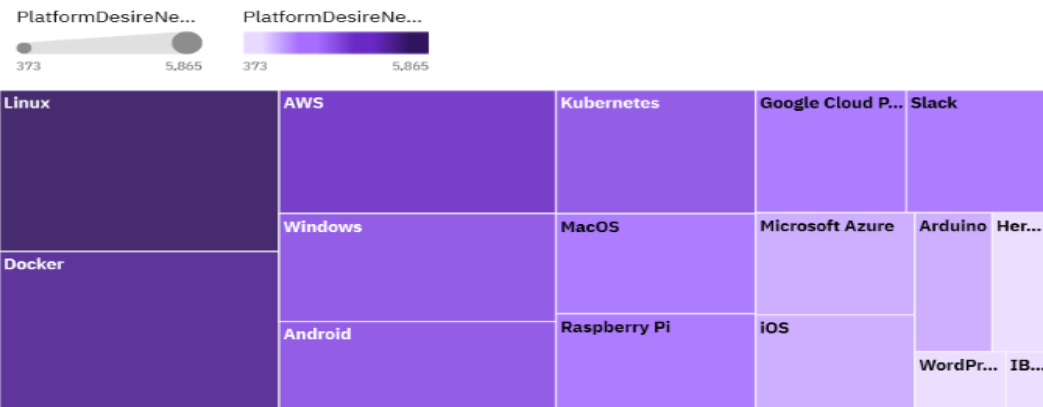 PlatformDesireNe... PlatformDesireNe...
373 5,865 373 5,865
Linux AWS Kubernetes Google Cloud P... Slack
Windows MacOS Microsoft Azure Arduino Her...
Docker
Android Raspberry Pi iOS
WordPr... IB...